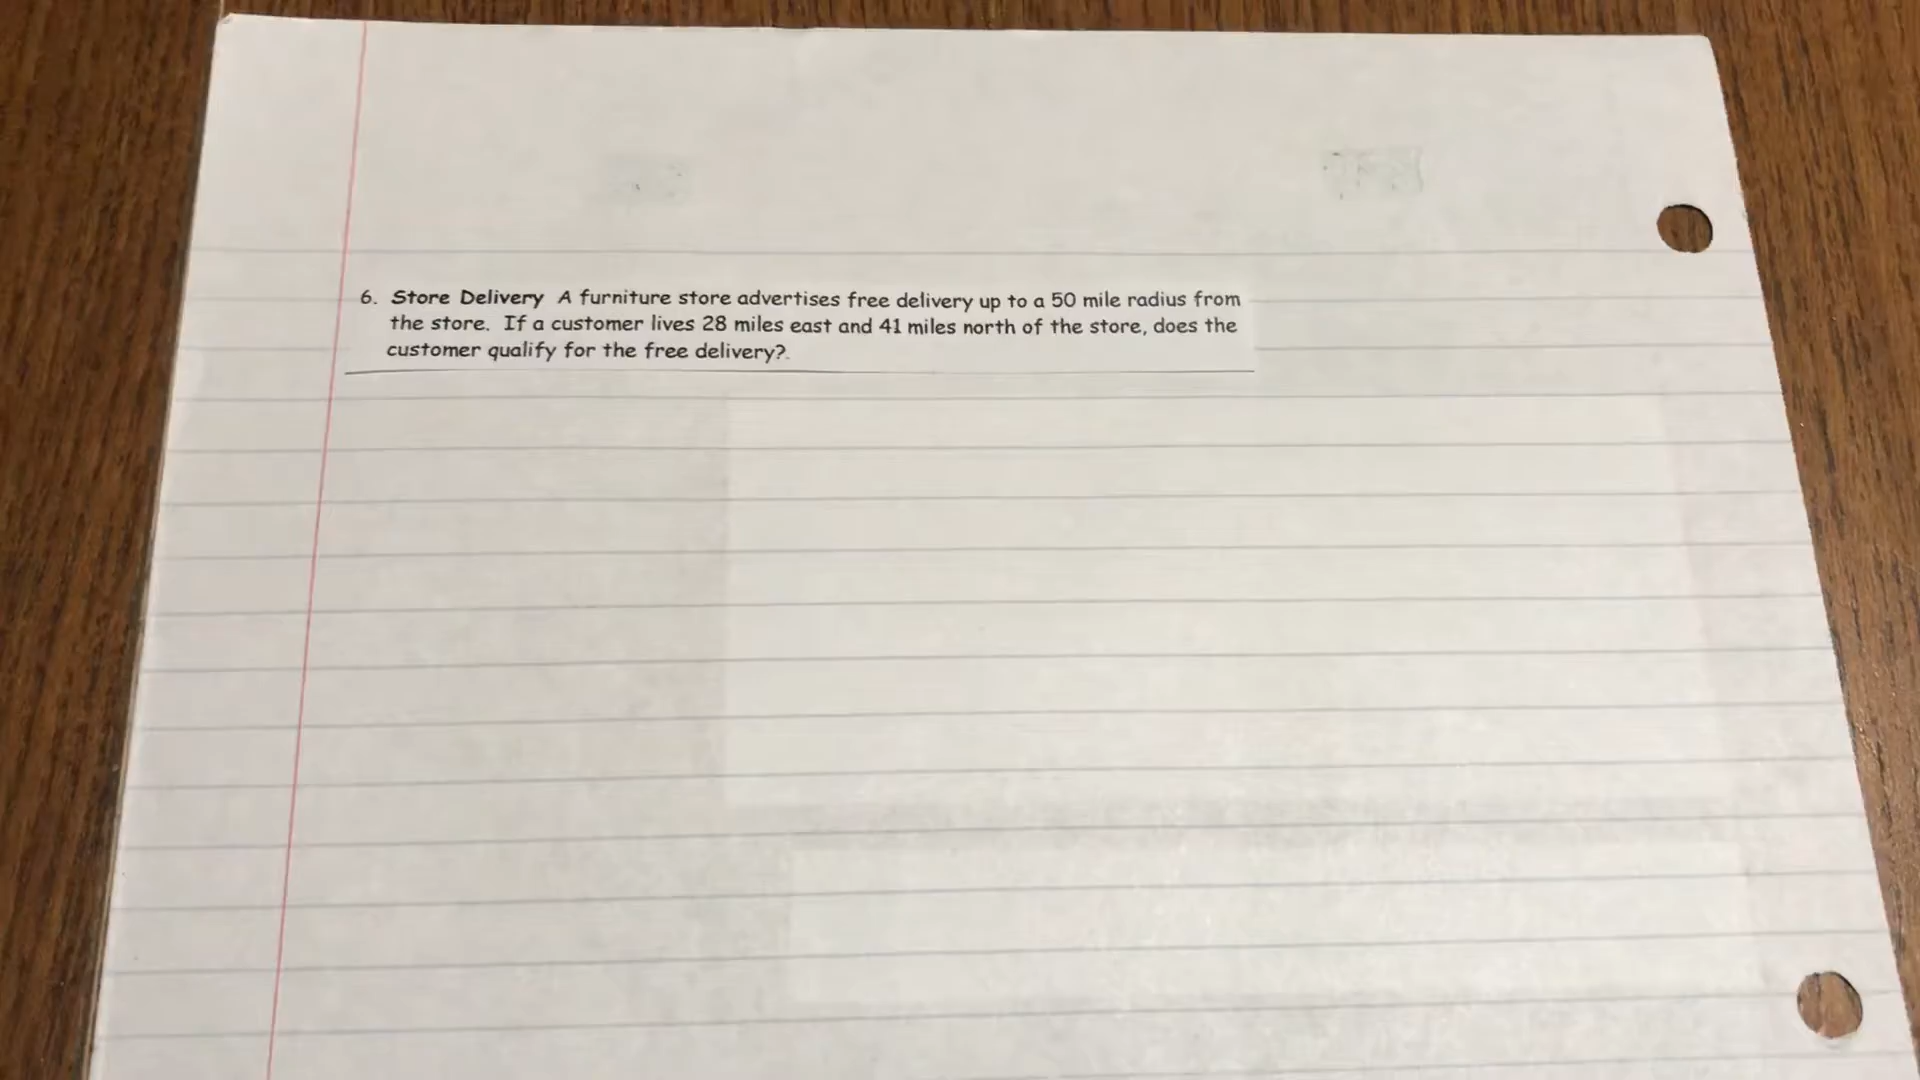 6. Store Delivery A furniture store advertises free delivery up to a 50 mile radius from
the store. If a customer lives 28 miles east and 41 miles north of the store, does the
customer qualify for the free delivery?.